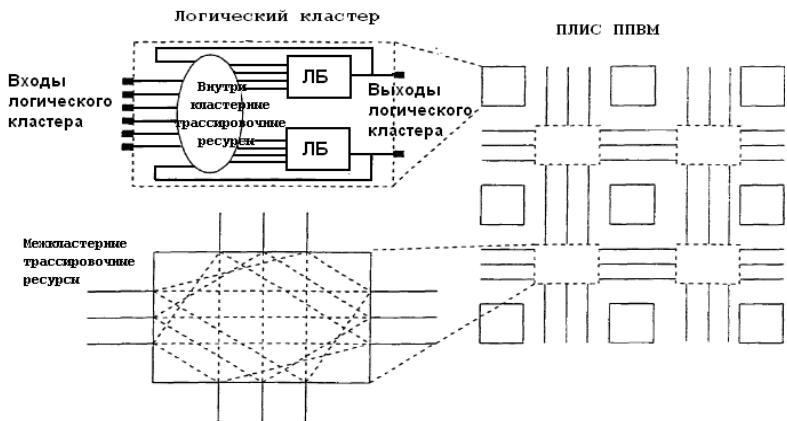 Логический кластер
ПЛИС ППВМ
Входы
логического
кластера
Внутри
кластерные
трассировочные
ресурсы
ЛБ
ЛБ
Выходы
логического
кластера
Межкластерные
трассировочные
ресурсы